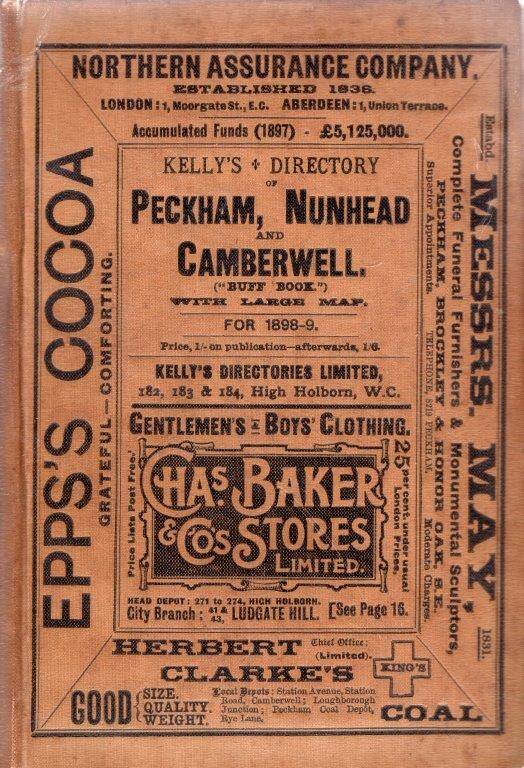 NORTHERN ASSURANCE COMPANY.
ESTABLISHED 1836.
LONDON: 1, Moorgate St., E.C. ABERDEEN: 1, Union Terrace.
Accumulated Funds (1897) - £5,125,000.
EPPS'S COCOA
GRATEFUL—COMFORTING.
KELLY'S DIRECTORY
OF
PECKHAM, NUNHEAD
AND
CAMBERWELL.
("BUFF BOOK.")
WITH LARGE MAP.
FOR 1898-9.
Price, 1/- on publication—afterwards, 1/6.
KELLY'S DIRECTORIES LIMITED,
182, 183 & 184, High Holborn, W.C.
GENTLEMEN'S & BOYS' CLOTHING.
Price Lists Post Free.
CHAS. BAKER
& CO'S STORES
LIMITED.
25 per cent under usual
London Prices.
HEAD DEPOT: 271 to 274, HIGH HOLBORN.
City Branch: 41 & 43, LUDGATE HILL. [See Page 16.
Estabd. MESSRS. MAY, 1831.
Complete Funeral Furnishers & Monumental Sculptors,
PECKHAM, BROCKLEY & HONOR OAK, S.E.
Superior Appointments. TELEPHONE, 8219 PECKHAM. Moderate Charges.
HERBERT Chief Office:
(Limited). KING'S
CLARKE'S
GOOD SIZE. QUALITY. WEIGHT.
Local Depots: Station Avenue, Station
Road, Camberwell; Loughborough
Junction; Peckham Coal Depôt,
Rye Lane.
COAL